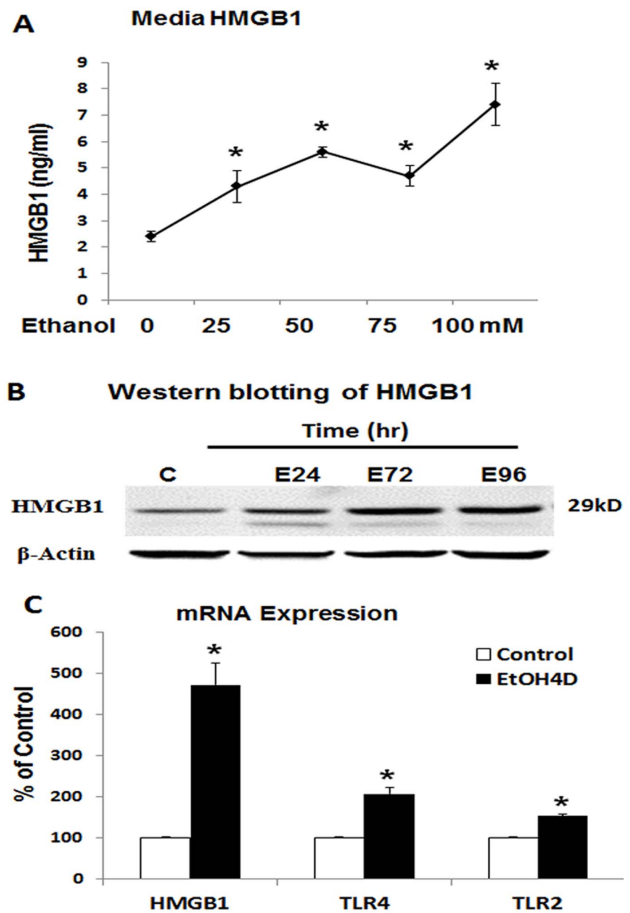 A Media HMGB1
HMGB1 (ng/ml)
9
8
7
6
5
4
3
2
1
0
* * * *
Ethanol 0 25 50 75 100 mM
B Western blotting of HMGB1
Time (hr)
C E24 E72 E96
HMGB1 29kD
β-Actin
C mRNA Expression
% of Control
600
500
400
300
200
100
0
Control
EtOH4D
* * *
HMGB1 TLR4 TLR2